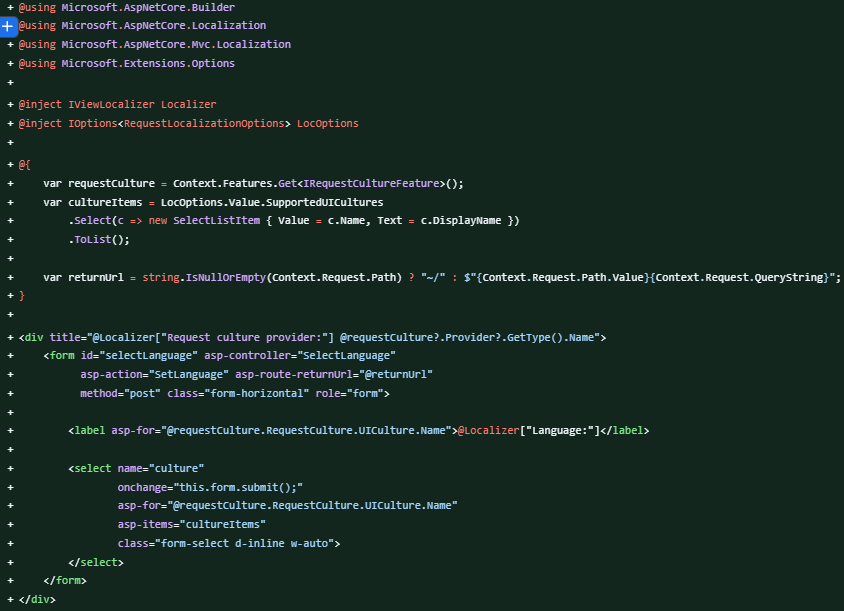 + @using Microsoft.AspNetCore.Builder
+ @using Microsoft.AspNetCore.Localization
+ @using Microsoft.AspNetCore.Mvc.Localization
+ @using Microsoft.Extensions.Options
+
+ @inject IViewLocalizer Localizer
+ @inject IOptions<RequestLocalizationOptions> LocOptions
+
+ @{
+     var requestCulture = Context.Features.Get<IRequestCultureFeature>();
+     var cultureItems = LocOptions.Value.SupportedUICultures
+         .Select(c => new SelectListItem { Value = c.Name, Text = c.DisplayName })
+         .ToList();
+
+     var returnUrl = string.IsNullOrEmpty(Context.Request.Path) ? "~/" : $"{Context.Request.Path.Value}{Context.Request.QueryString}";
+ }
+
+ <div title="@Localizer["Request culture provider:"] @requestCulture?.Provider?.GetType().Name">
+     <form id="selectLanguage" asp-controller="SelectLanguage"
+           asp-action="SetLanguage" asp-route-returnUrl="@returnUrl"
+           method="post" class="form-horizontal" role="form">
+
+         <label asp-for="@requestCulture.RequestCulture.UICulture.Name">@Localizer["Language:"]</label>
+
+         <select name="culture"
+                 onchange="this.form.submit();"
+                 asp-for="@requestCulture.RequestCulture.UICulture.Name"
+                 asp-items="cultureItems"
+                 class="form-select d-inline w-auto">
+         </select>
+     </form>
+ </div>